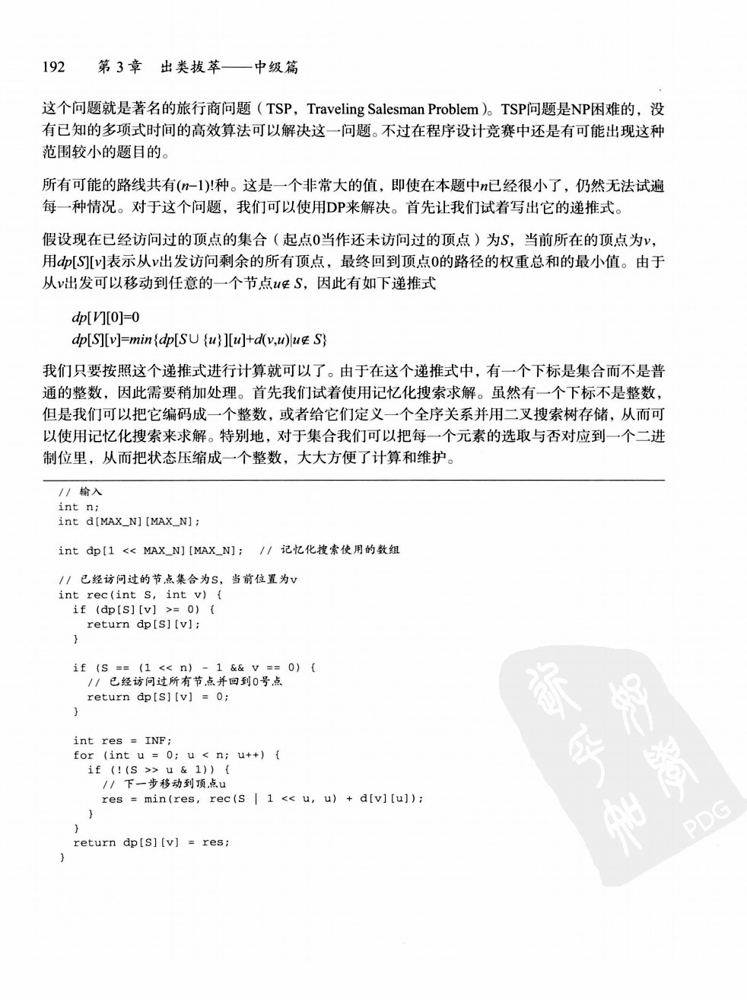 192 第3章 出类拔萃——中级篇
这个问题就是著名的旅行商问题（TSP，Traveling Salesman Problem）。TSP问题是NP困难的，没
有已知的多项式时间的高效算法可以解决这一问题。不过在程序设计竞赛中还是有可能出现这种
范围较小的题目的。
所有可能的路线共有(n−1)!种。这是一个非常大的值，即使在本题中n已经很小了，仍然无法试遍
每一种情况。对于这个问题，我们可以使用DP来解决。首先让我们试着写出它的递推式。
假设现在已经访问过的顶点的集合（起点0当作还未访问过的顶点）为S，当前所在的顶点为v，
用dp[S][v]表示从v出发访问剩余的所有顶点，最终回到顶点0的路径的权重总和的最小值。由于
从v出发可以移动到任意的一个节点u∉S，因此有如下递推式
dp[V][0]=0
dp[S][v]=min{dp[S∪{u}][u]+d(v,u)|u∉S}
我们只要按照这个递推式进行计算就可以了。由于在这个递推式中，有一个下标是集合而不是普
通的整数，因此需要稍加处理。首先我们试着使用记忆化搜索求解。虽然有一个下标不是整数，
但是我们可以把它编码成一个整数，或者给它们定义一个全序关系并用二叉搜索树存储，从而可
以使用记忆化搜索来求解。特别地，对于集合我们可以把每一个元素的选取与否对应到一个二进
制位里，从而把状态压缩成一个整数，大大方便了计算和维护。
// 输入
int n;
int d[MAX_N][MAX_N];
int dp[1 << MAX_N][MAX_N]; // 记忆化搜索使用的数组
// 已经访问过的节点集合为S，当前位置为v
int rec(int S, int v) {
if (dp[S][v] >= 0) {
return dp[S][v];
}
if (S == (1 << n) - 1 && v == 0) {
// 已经访问过所有节点并回到0号点
return dp[S][v] = 0;
}
int res = INF;
for (int u = 0; u < n; u++) {
if (!(S >> u & 1)) {
// 下一步移动到顶点u
res = min(res, rec(S | 1 << u, u) + d[v][u]);
}
}
return dp[S][v] = res;
}
PDG